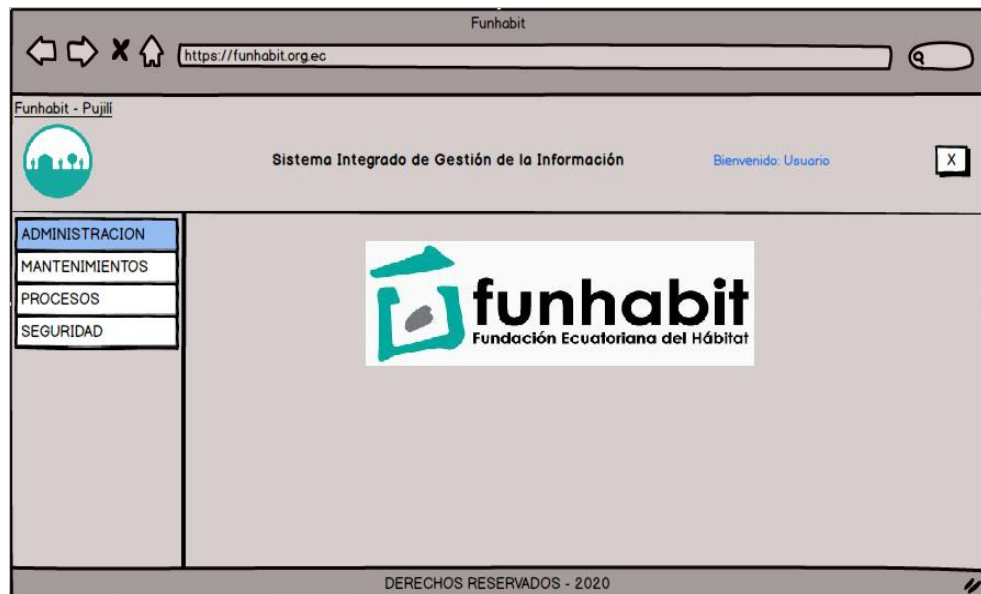 Funhabit
https://funhabit.org.ec
Funhabit - Pujilí
Sistema Integrado de Gestión de la Información
Bienvenido: Usuario
X
ADMINISTRACION
MANTENIMIENTOS
PROCESOS
SEGURIDAD
funhabit
Fundación Ecuatoriana del Hábitat
DERECHOS RESERVADOS - 2020